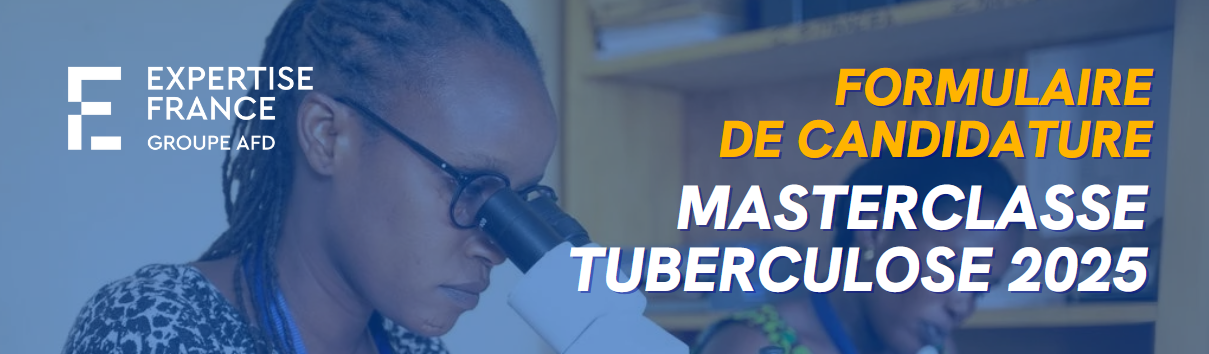 EXPERTISE
FRANCE
GROUPE AFD
FORMULAIRE
DE CANDIDATURE
MASTERCLASSE
TUBERCULOSE 2025